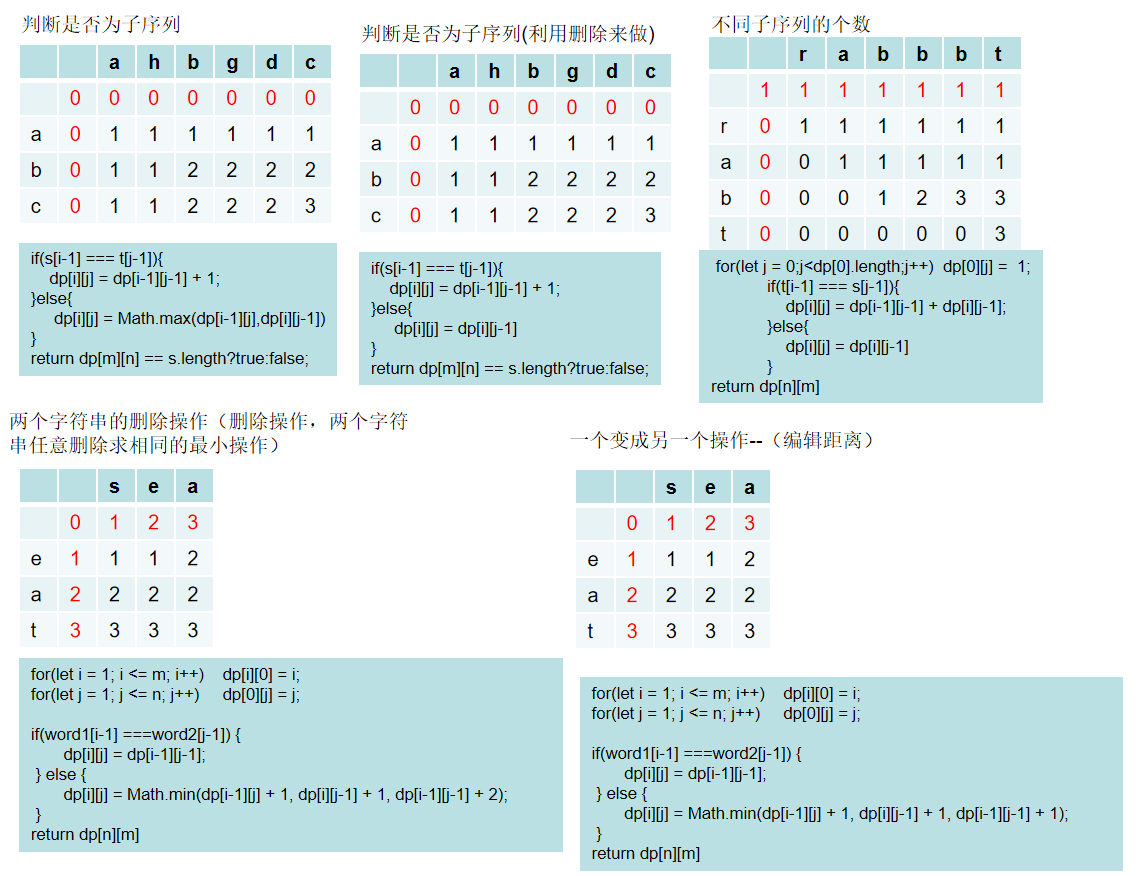 判断是否为子序列
a h b g d c
0 0 0 0 0 0 0
a 0 1 1 1 1 1 1
b 0 1 1 2 2 2 2
c 0 1 1 2 2 2 3
if(s[i-1] === t[j-1]){
dp[i][j] = dp[i-1][j-1] + 1;
}else{
dp[i][j] = Math.max(dp[i-1][j],dp[i][j-1])
}
return dp[m][n] == s.length?true:false;
判断是否为子序列(利用删除来做)
a h b g d c
0 0 0 0 0 0 0
a 0 1 1 1 1 1 1
b 0 1 1 2 2 2 2
c 0 1 1 2 2 2 3
if(s[i-1] === t[j-1]){
dp[i][j] = dp[i-1][j-1] + 1;
}else{
dp[i][j] = dp[i][j-1]
}
return dp[m][n] == s.length?true:false;
不同子序列的个数
r a b b b t
1 1 1 1 1 1 1
r 0 1 1 1 1 1 1
a 0 0 1 1 1 1 1
b 0 0 0 1 2 3 3
t 0 0 0 0 0 0 3
for(let j = 0;j<dp[0].length;j++) dp[0][j] = 1;
if(t[i-1] === s[j-1]){
dp[i][j] = dp[i-1][j-1] + dp[i][j-1];
}else{
dp[i][j] = dp[i][j-1]
}
return dp[n][m]
两个字符串的删除操作（删除操作，两个字符
串任意删除求相同的最小操作）
s e a
0 1 2 3
e 1 1 1 2
a 2 2 2 2
t 3 3 3 3
for(let i = 1; i <= m; i++) dp[i][0] = i;
for(let j = 1; j <= n; j++) dp[0][j] = j;
if(word1[i-1] ===word2[j-1]) {
dp[i][j] = dp[i-1][j-1];
} else {
dp[i][j] = Math.min(dp[i-1][j] + 1, dp[i][j-1] + 1, dp[i-1][j-1] + 2);
}
return dp[n][m]
一个变成另一个操作--（编辑距离）
s e a
0 1 2 3
e 1 1 1 2
a 2 2 2 2
t 3 3 3 3
for(let i = 1; i <= m; i++) dp[i][0] = i;
for(let j = 1; j <= n; j++) dp[0][j] = j;
if(word1[i-1] ===word2[j-1]) {
dp[i][j] = dp[i-1][j-1];
} else {
dp[i][j] = Math.min(dp[i-1][j] + 1, dp[i][j-1] + 1, dp[i-1][j-1] + 1);
}
return dp[n][m]